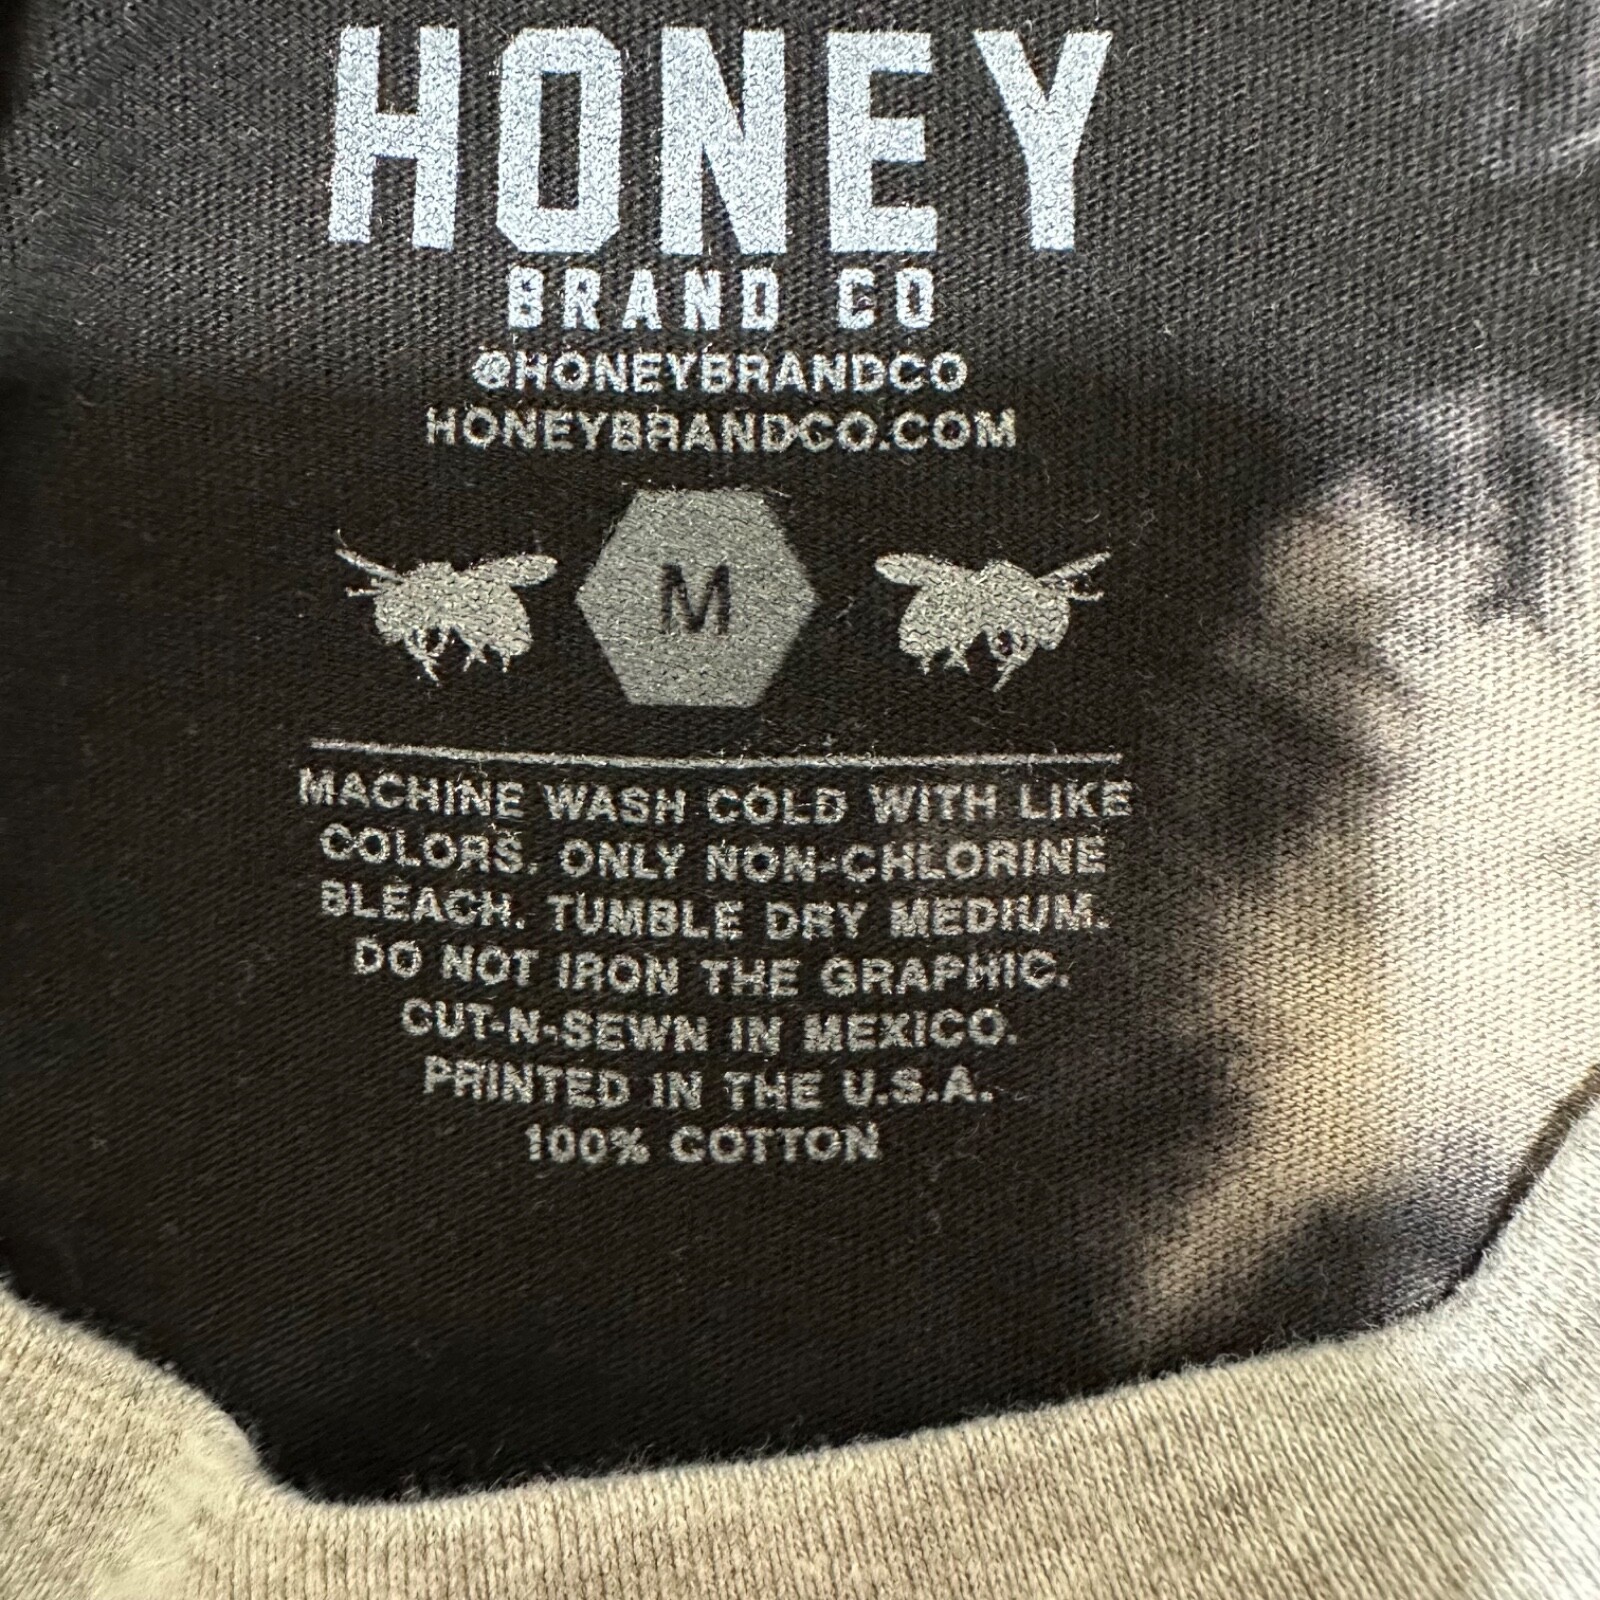 HONEY
BRAND CO
@HONEYBRANDCO
HONEYBRANDCO.COM
M
MACHINE WASH COLD WITH LIKE
COLORS. ONLY NON-CHLORINE
BLEACH. TUMBLE DRY MEDIUM.
DO NOT IRON THE GRAPHIC.
CUT-N-SEWN IN MEXICO.
PRINTED IN THE U.S.A.
100% COTTON